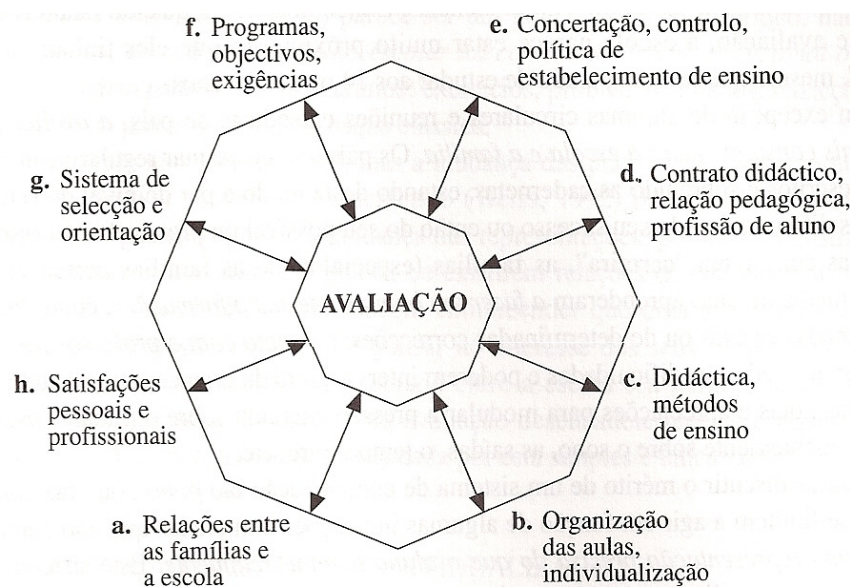 f. Programas,
objectivos,
exigências
e. Concertação, controlo,
política de
estabelecimento de ensino
g. Sistema de
selecção e
orientação
d. Contrato didáctico,
relação pedagógica,
profissão de aluno
AVALIAÇÃO
h. Satisfações
pessoais e
profissionais
c. Didáctica,
métodos
de ensino
a. Relações entre
as famílias e
a escola
b. Organização
das aulas,
individualização